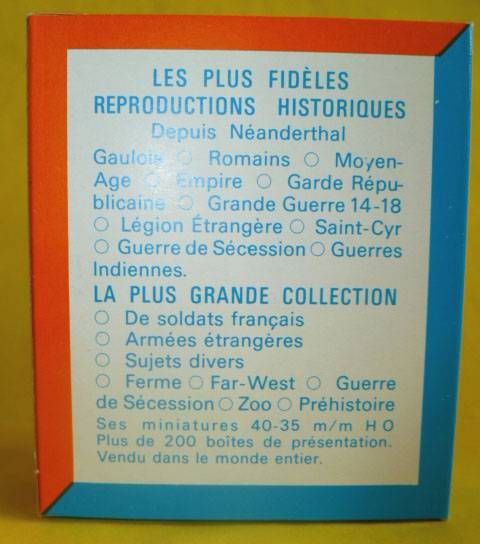 LES PLUS FIDÈLES
REPRODUCTIONS HISTORIQUES
Depuis Néanderthal
Gaulois ○ Romains ○ Moyen-
Age ○ Empire ○ Garde Répu-
blicaine ○ Grande Guerre 14-18
○ Légion Étrangère ○ Saint-Cyr
○ Guerre de Sécession ○ Guerres
Indiennes.
LA PLUS GRANDE COLLECTION
○ De soldats français
○ Armées étrangères
○ Sujets divers
○ Ferme ○ Far-West ○ Guerre
de Sécession ○ Zoo ○ Préhistoire
Ses miniatures 40-35 m/m H O
Plus de 200 boîtes de présentation.
Vendu dans le monde entier.